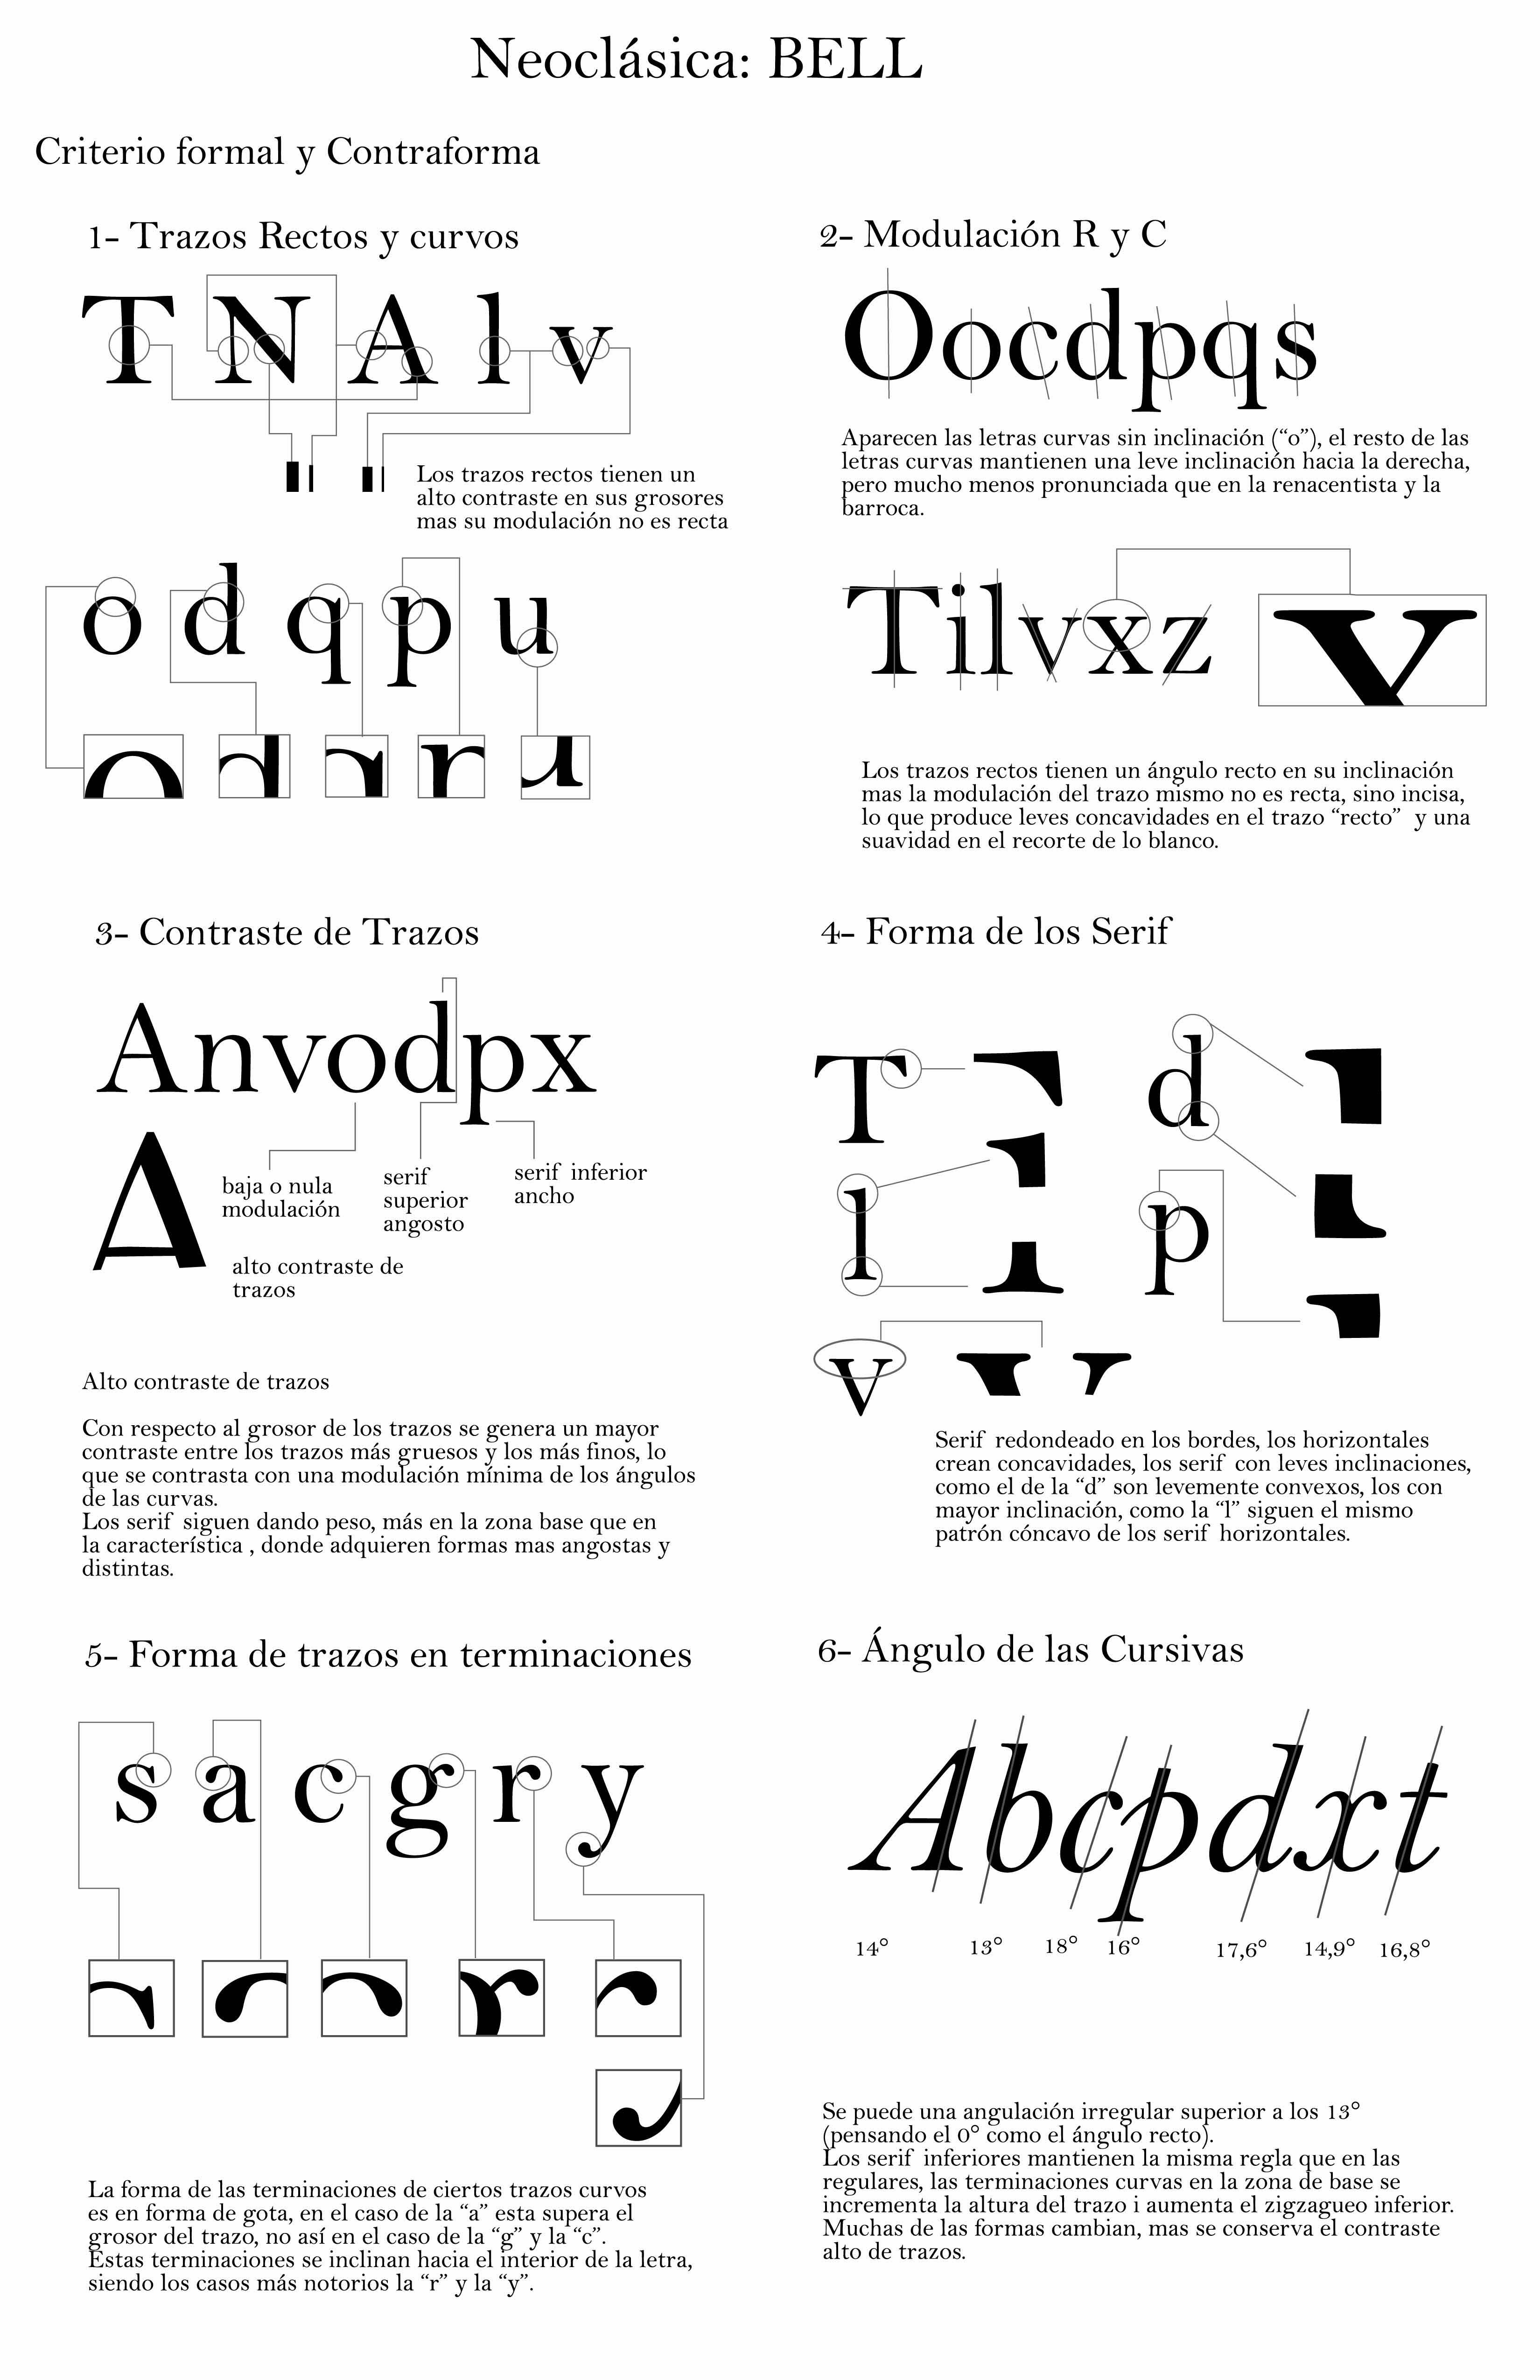 Neoclásica: BELL
Criterio formal y Contraforma
1- Trazos Rectos y curvos
T N A l v
Los trazos rectos tienen un
alto contraste en sus grosores
mas su modulación no es recta
o d q p u
2- Modulación R y C
Oocdpqs
Aparecen las letras curvas sin inclinación (“o”), el resto de las
letras curvas mantienen una leve inclinación hacia la derecha,
pero mucho menos pronunciada que en la renacentista y la
barroca.
Tilvxz
Los trazos rectos tienen un ángulo recto en su inclinación
mas la modulación del trazo mismo no es recta, sino incisa,
lo que produce leves concavidades en el trazo “recto” y una
suavidad en el recorte de lo blanco.
3- Contraste de Trazos
Anvodpx
A
baja o nula
modulación
serif
superior
angosto
serif inferior
ancho
alto contraste de
trazos
Alto contraste de trazos
Con respecto al grosor de los trazos se genera un mayor
contraste entre los trazos más gruesos y los más finos, lo
que se contrasta con una modulación mínima de los ángulos
de las curvas.
Los serif siguen dando peso, más en la zona base que en
la característica , donde adquieren formas mas angostas y
distintas.
4- Forma de los Serif
T
d
l
p
v
Serif redondeado en los bordes, los horizontales
crean concavidades, los serif con leves inclinaciones,
como el de la “d” son levemente convexos, los con
mayor inclinación, como la “l” siguen el mismo
patrón cóncavo de los serif horizontales.
5- Forma de trazos en terminaciones
s a c g r y
La forma de las terminaciones de ciertos trazos curvos
es en forma de gota, en el caso de la “a” esta supera el
grosor del trazo, no así en el caso de la “g” y la “c”.
Estas terminaciones se inclinan hacia el interior de la letra,
siendo los casos más notorios la “r” y la “y”.
6- Ángulo de las Cursivas
Abcpdxt
14° 13° 18° 16° 17,6° 14,9° 16,8°
Se puede una angulación irregular superior a los 13°
(pensando el 0° como el ángulo recto).
Los serif inferiores mantienen la misma regla que en las
regulares, las terminaciones curvas en la zona de base se
incrementa la altura del trazo i aumenta el zigzagueo inferior.
Muchas de las formas cambian, mas se conserva el contraste
alto de trazos.